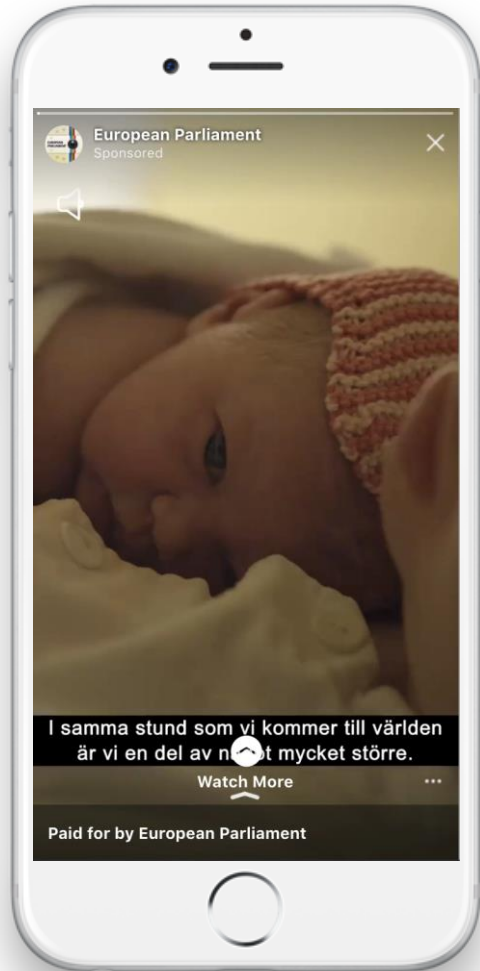 European Parliament
Sponsored
I samma stund som vi kommer till världen
är vi en del av mycket större.
Watch More
Paid for by European Parliament